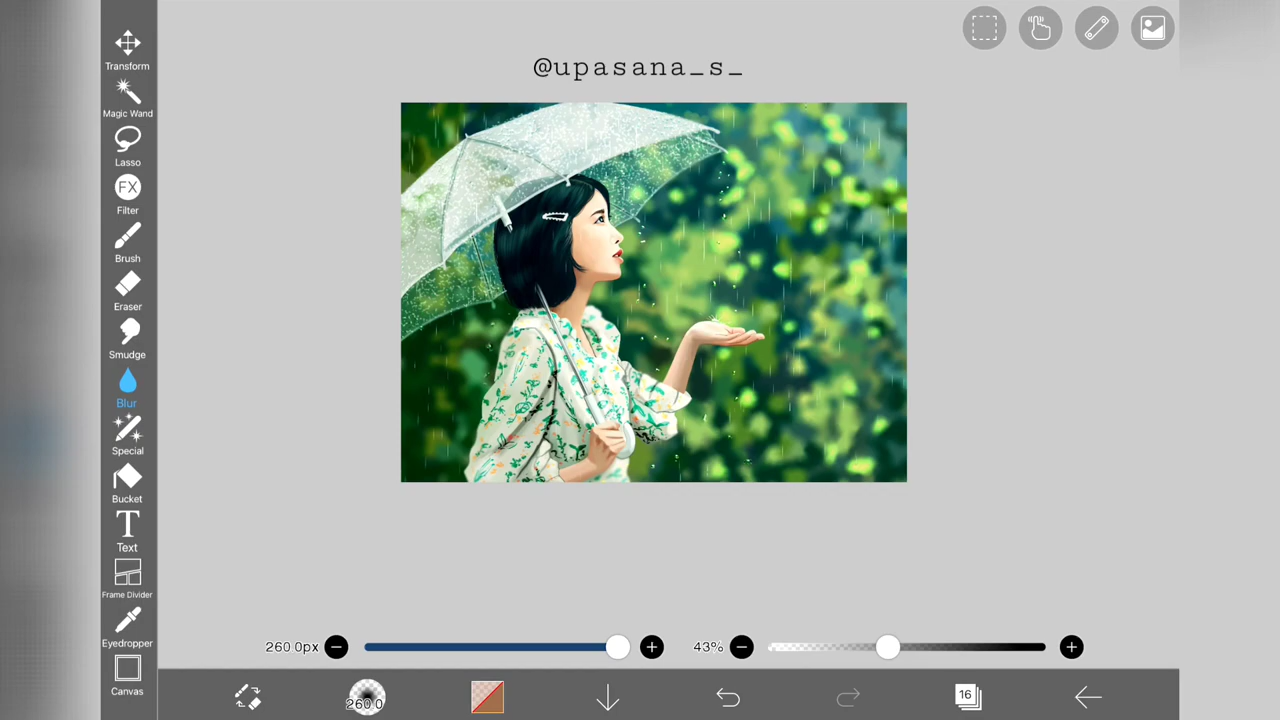 @upasana_s_
Transform
Magic Wand
Lasso
FX
Filter
Brush
Eraser
Smudge
Blur
Special
Bucket
T
Text
Frame Divider
Eyedropper
Canvas
260.0px
43%
260.0
16